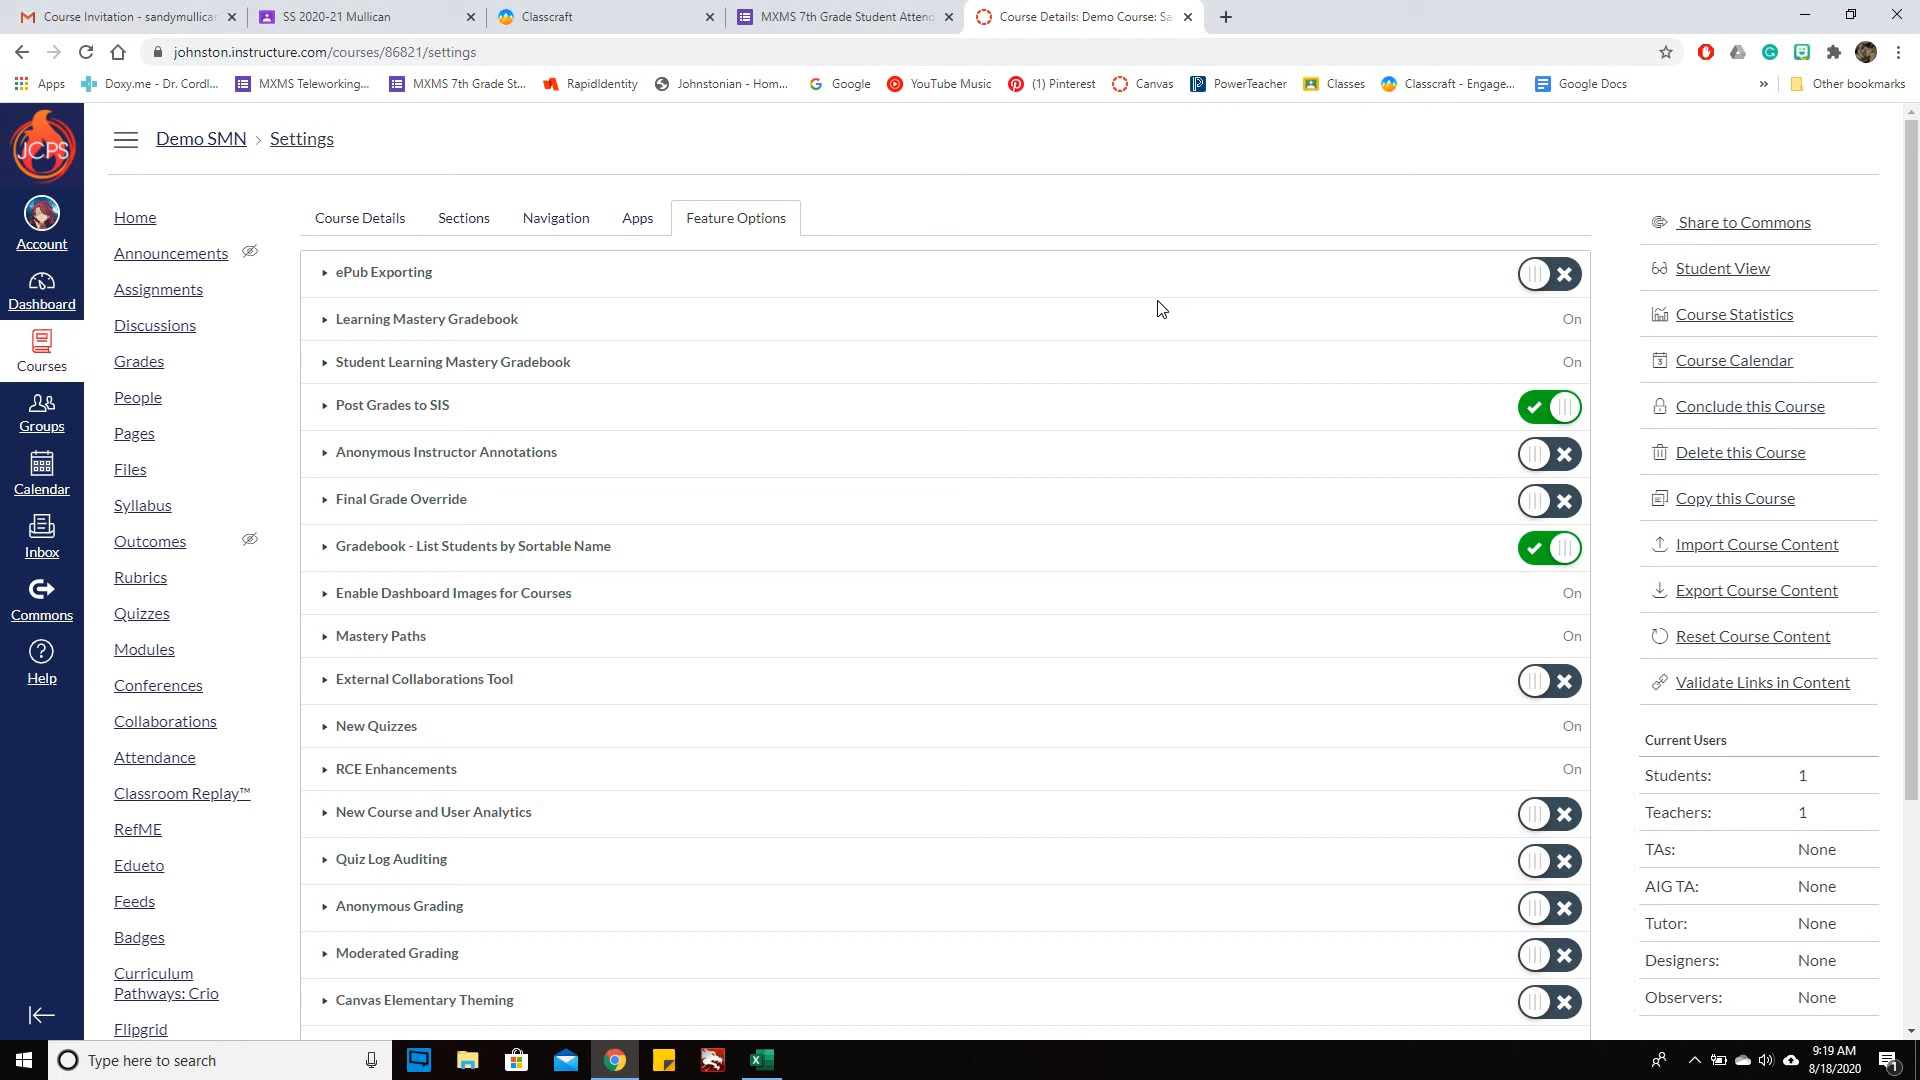 Course Invitation - sandymullicar
SS 2020-21 Mullican
Classcraft
MXMS 7th Grade Student Attend
Course Details: Demo Course: Sa
johnston.instructure.com/courses/86821/settings
Apps
Doxy.me - Dr. Cordl...
MXMS Teleworking...
MXMS 7th Grade St...
RapidIdentity
Johnstonian - Hom...
Google
YouTube Music
(1) Pinterest
Canvas
PowerTeacher
Classes
Classcraft - Engage...
Google Docs
»
Other bookmarks
JCPS
Account
Dashboard
Courses
Groups
Calendar
Inbox
Commons
Help
Demo SMN › Settings
Home
Announcements
Assignments
Discussions
Grades
People
Pages
Files
Syllabus
Outcomes
Rubrics
Quizzes
Modules
Conferences
Collaborations
Attendance
Classroom Replay™
RefME
Edueto
Feeds
Badges
Curriculum
Pathways: Crio
Flipgrid
Course Details
Sections
Navigation
Apps
Feature Options
ePub Exporting
Learning Mastery Gradebook On
Student Learning Mastery Gradebook On
Post Grades to SIS
Anonymous Instructor Annotations
Final Grade Override
Gradebook - List Students by Sortable Name
Enable Dashboard Images for Courses On
Mastery Paths On
External Collaborations Tool
New Quizzes On
RCE Enhancements On
New Course and User Analytics
Quiz Log Auditing
Anonymous Grading
Moderated Grading
Canvas Elementary Theming
Share to Commons
Student View
Course Statistics
Course Calendar
Conclude this Course
Delete this Course
Copy this Course
Import Course Content
Export Course Content
Reset Course Content
Validate Links in Content
Current Users
Students: 1
Teachers: 1
TAs: None
AIG TA: None
Tutor: None
Designers: None
Observers: None
Type here to search
9:19 AM
8/18/2020
1